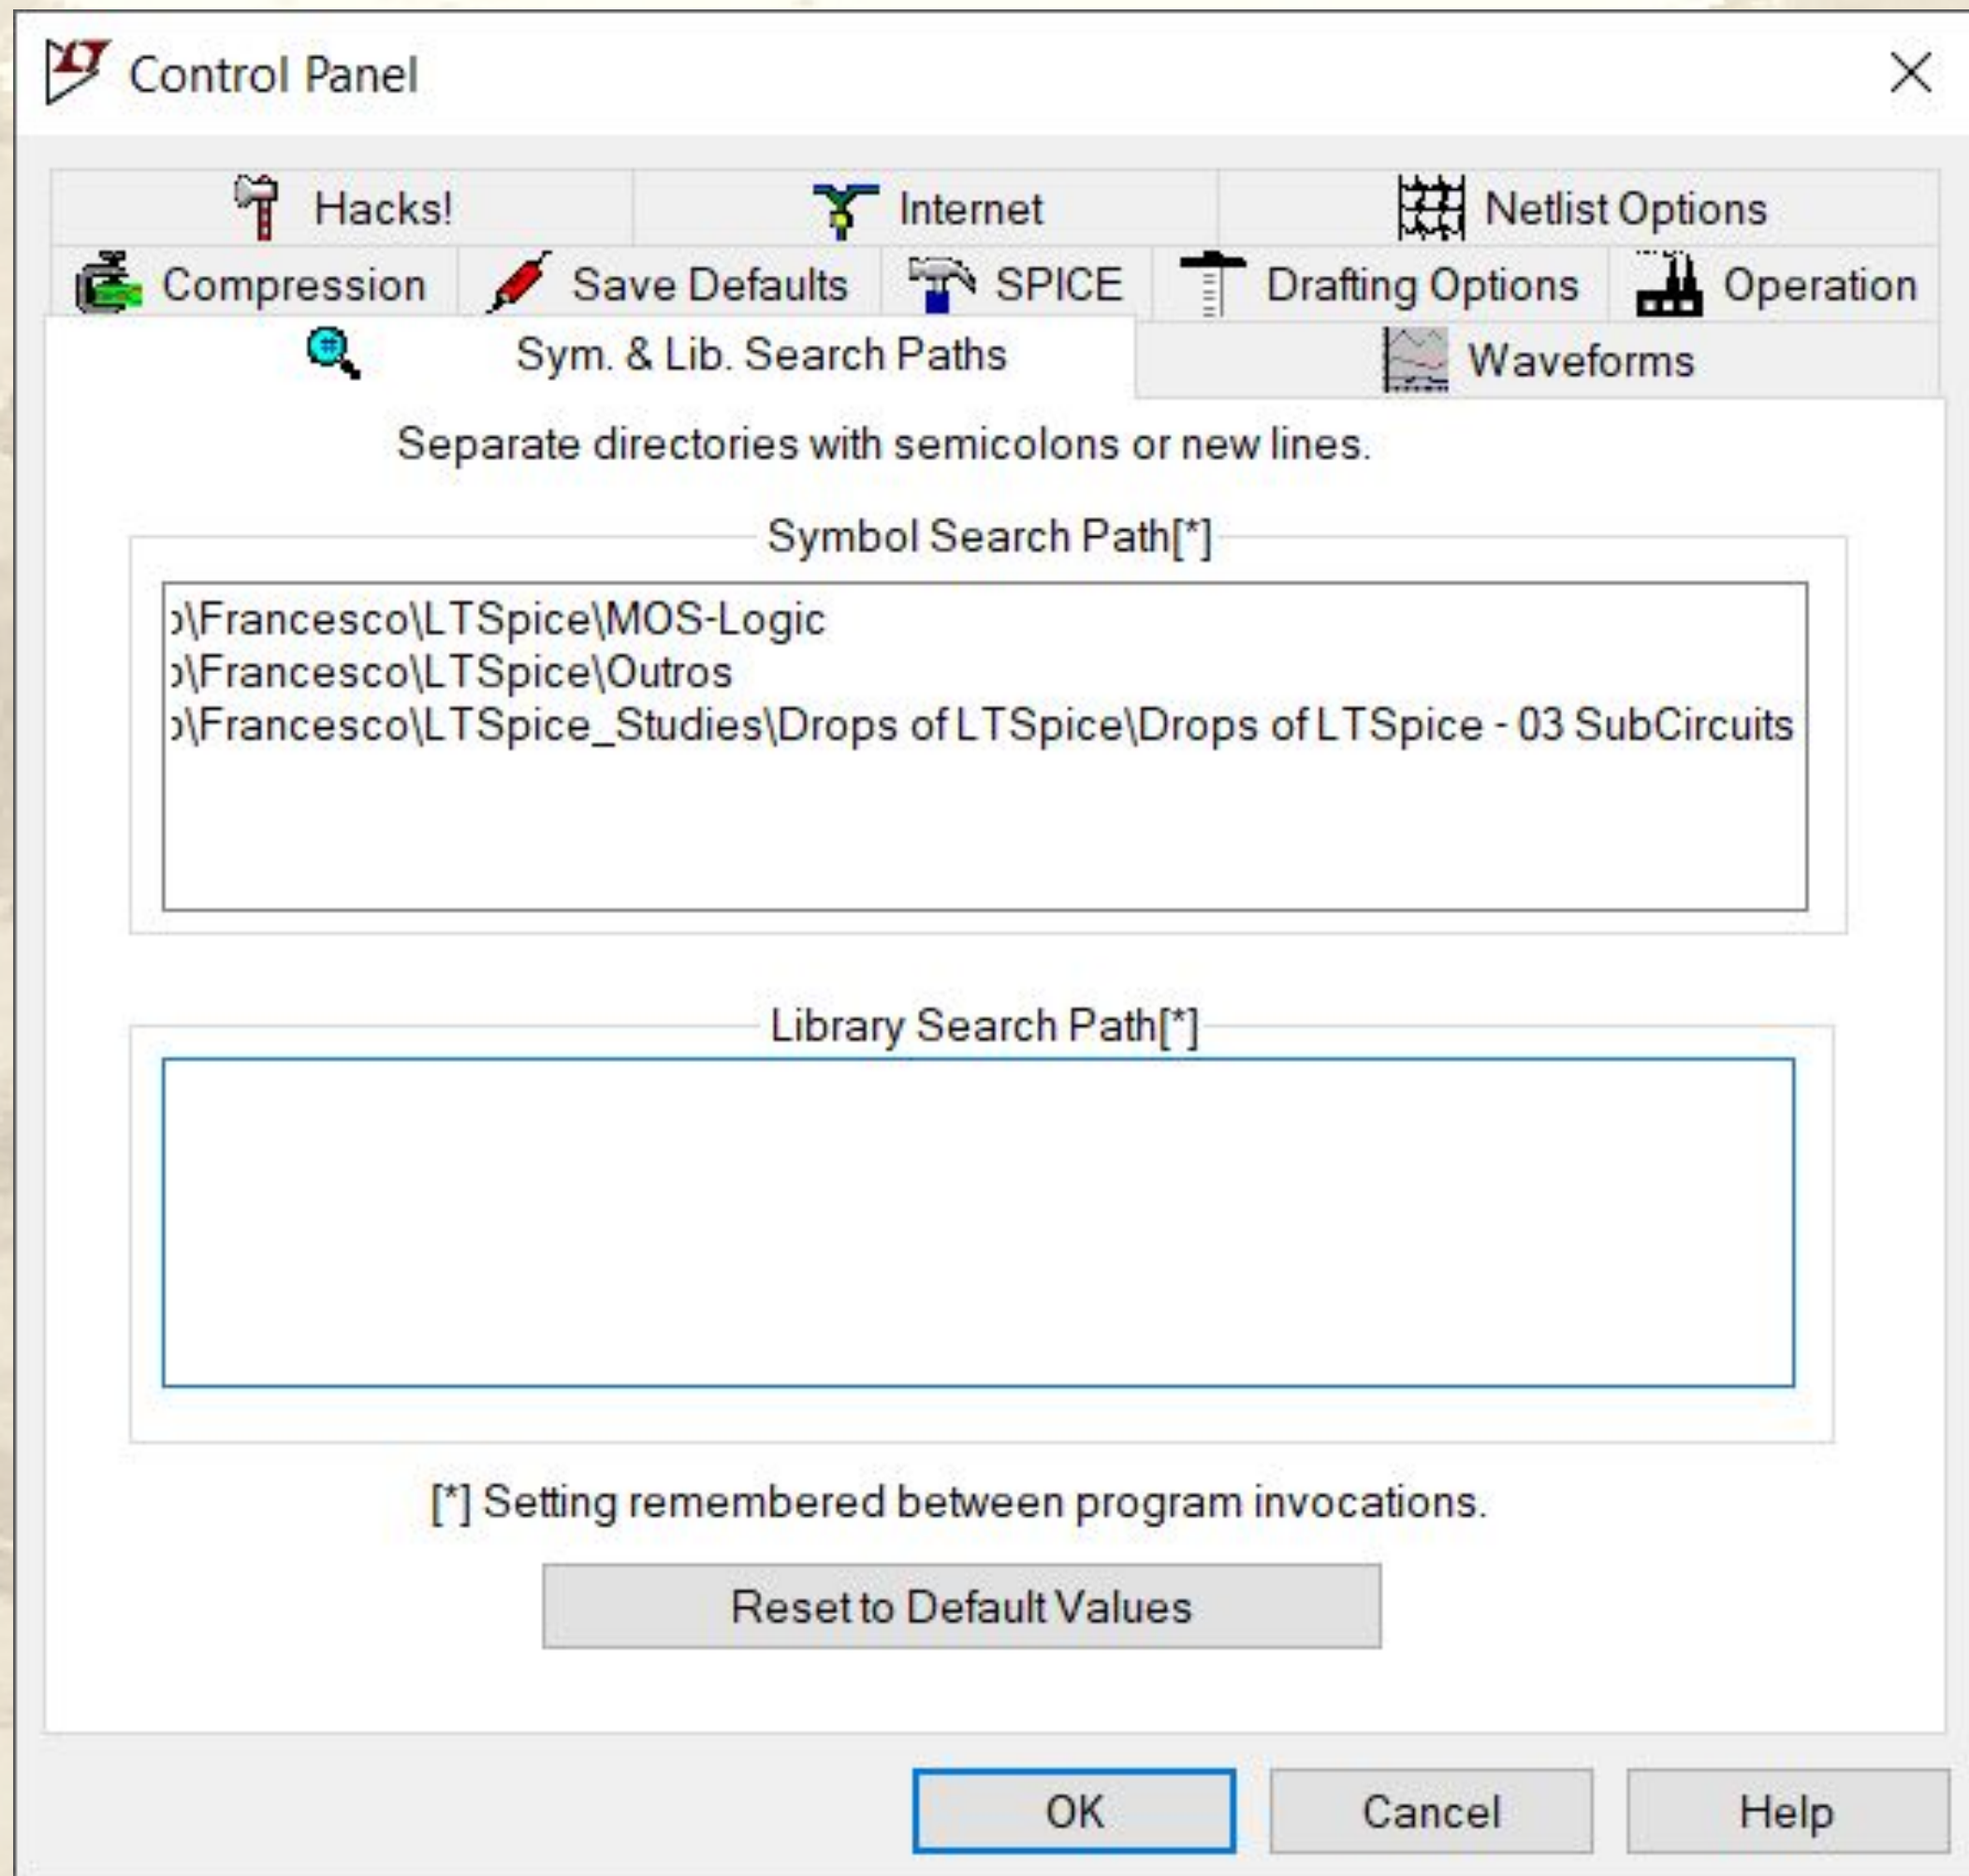 Control Panel
Hacks! Internet Netlist Options
Compression Save Defaults SPICE Drafting Options Operation
Sym. & Lib. Search Paths Waveforms
Separate directories with semicolons or new lines.
Symbol Search Path[*]
\Francesco\LTSpice\MOS-Logic
\Francesco\LTSpice\Outros
\Francesco\LTSpice_Studies\Drops of LTSpice\Drops of LTSpice - 03 SubCircuits
Library Search Path[*]
[*] Setting remembered between program invocations.
Reset to Default Values
OK Cancel Help